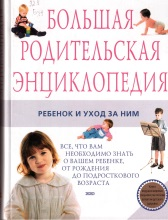 БОЛЬШАЯ
РОДИТЕЛЬСКАЯ
ЭНЦИКЛОПЕДИЯ
РЕБЕНОК И УХОД ЗА НИМ
ВСЕ, ЧТО ВАМ
НЕОБХОДИМО ЗНАТЬ
О ВАШЕМ РЕБЕНКЕ,
ОТ РОЖДЕНИЯ
ДО ПОДРОСТКОВОГО
ВОЗРАСТА